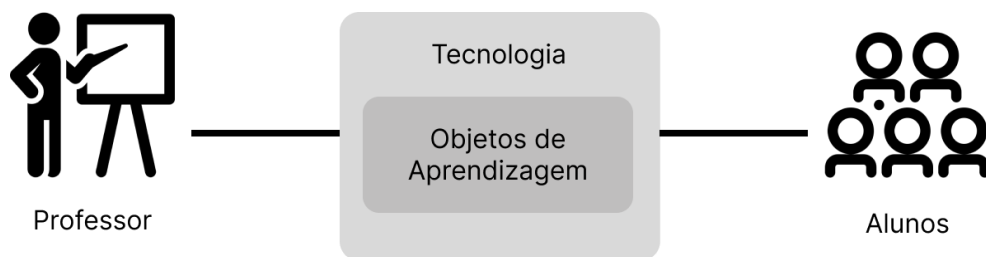 Tecnologia
Objetos de
Aprendizagem
Professor
Alunos